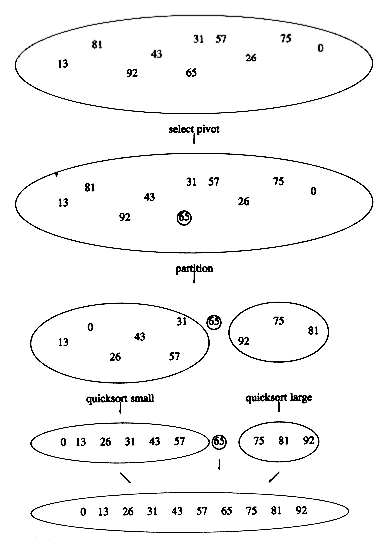 31 57 75
81 0
43
26
13
92 65
select pivot
31 57 75
81 0
43
13 26
92 65
partition
31 65 75
0 81
43
13 92
26 57
quicksort small quicksort large
0 13 26 31 43 57 65 75 81 92
0 13 26 31 43 57 65 75 81 92